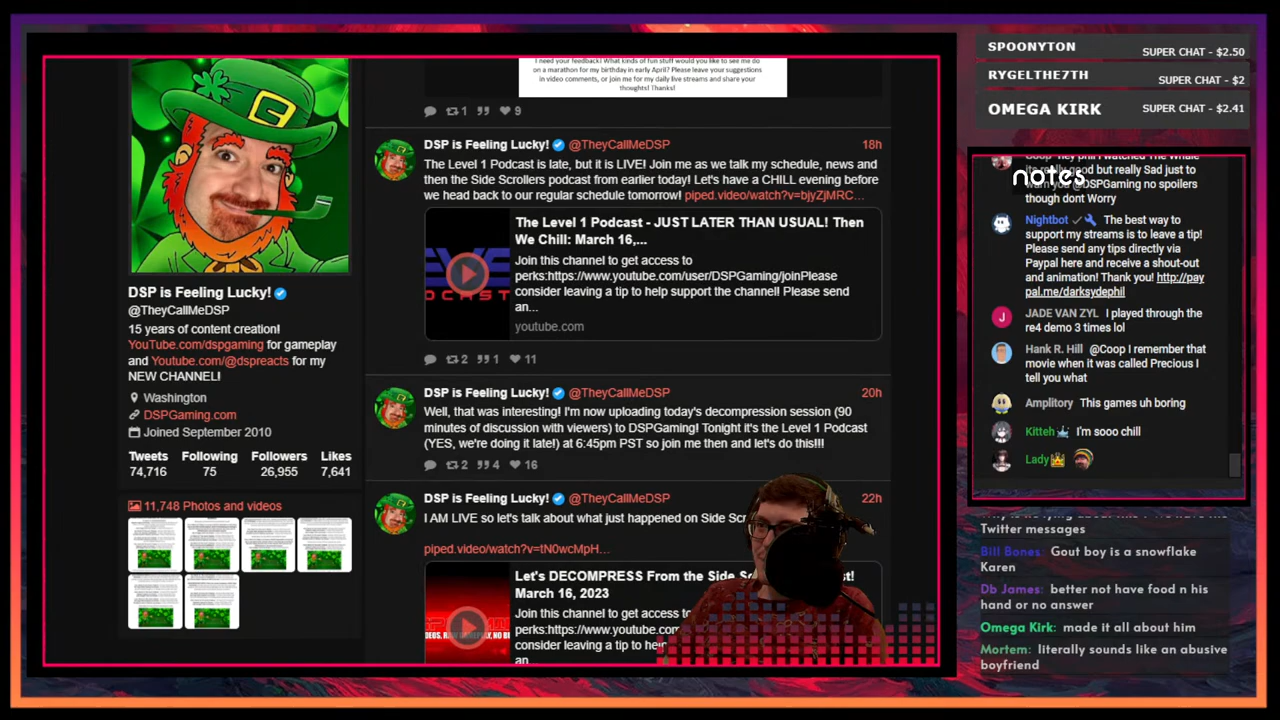 I need your feedback! What kinds of fun stuff would you like to see me do
on a marathon for my birthday in early April? Please leave your suggestions
in video comments, or join me for my daily live streams and share your
thoughts! Thanks!
1 9
DSP is Feeling Lucky! @TheyCallMeDSP 18h
The Level 1 Podcast is late, but it is LIVE! Join me as we talk my schedule, news and
then the Side Scrollers podcast from earlier today! Let's have a CHILL evening before
we head back to our regular schedule tomorrow! piped.video/watch?v=bjyZjMRC…
The Level 1 Podcast - JUST LATER THAN USUAL! Then
We Chill: March 16,...
Join this channel to get access to
perks:https://www.youtube.com/user/DSPGaming/joinPlease
consider leaving a tip to help support the channel! Please send
an...
youtube.com
2 1 11
DSP is Feeling Lucky! @TheyCallMeDSP 20h
Well, that was interesting! I'm now uploading today's decompression session (90
minutes of discussion with viewers) to DSPGaming! Tonight it's the Level 1 Podcast
(YES, we're doing it late!) at 6:45pm PST so join me then and let's do this!!!
2 4 16
DSP is Feeling Lucky! @TheyCallMeDSP 22h
I AM LIVE so let's talk about what just happened on Side
piped.video/watch?v=tN0wcMpH…
Let's DECOMPRESS From the Side
March 16, 2023
Join this channel to get access to
perks:https://www.youtube.com
consider leaving a tip to help
an...
DSP is Feeling Lucky!
@TheyCallMeDSP
15 years of content creation!
YouTube.com/dspgaming for gameplay
and Youtube.com/@dspreacts for my
NEW CHANNEL!
Washington
DSPGaming.com
Joined September 2010
Tweets Following Followers Likes
74,716 75 26,955 7,641
11,748 Photos and videos
SPOONYTON SUPER CHAT - $2.50
RYGELTHE7TH SUPER CHAT - $2
OMEGA KIRK SUPER CHAT - $2.41
notes
really Sad just to
warn you @DSPGaming no spoilers
though dont Worry
Nightbot The best way to
support my streams is to leave a tip!
Please send any tips directly via
Paypal here and receive a shout-out
and animation! Thank you! http://pay
pal.me/darksydephil
JADE VAN ZYL I played through the
re4 demo 3 times lol
Hank R. Hill @Coop I remember that
movie when it was called Precious I
tell you what
Amplitory This games uh boring
Kitteh I'm sooo chill
Lady
Twitter messages
Bill Bones: Gout boy is a snowflake
Karen
Db James: better not have food n his
hand or no answer
Omega Kirk: made it all about him
Mortem: literally sounds like an abusive
boyfriend